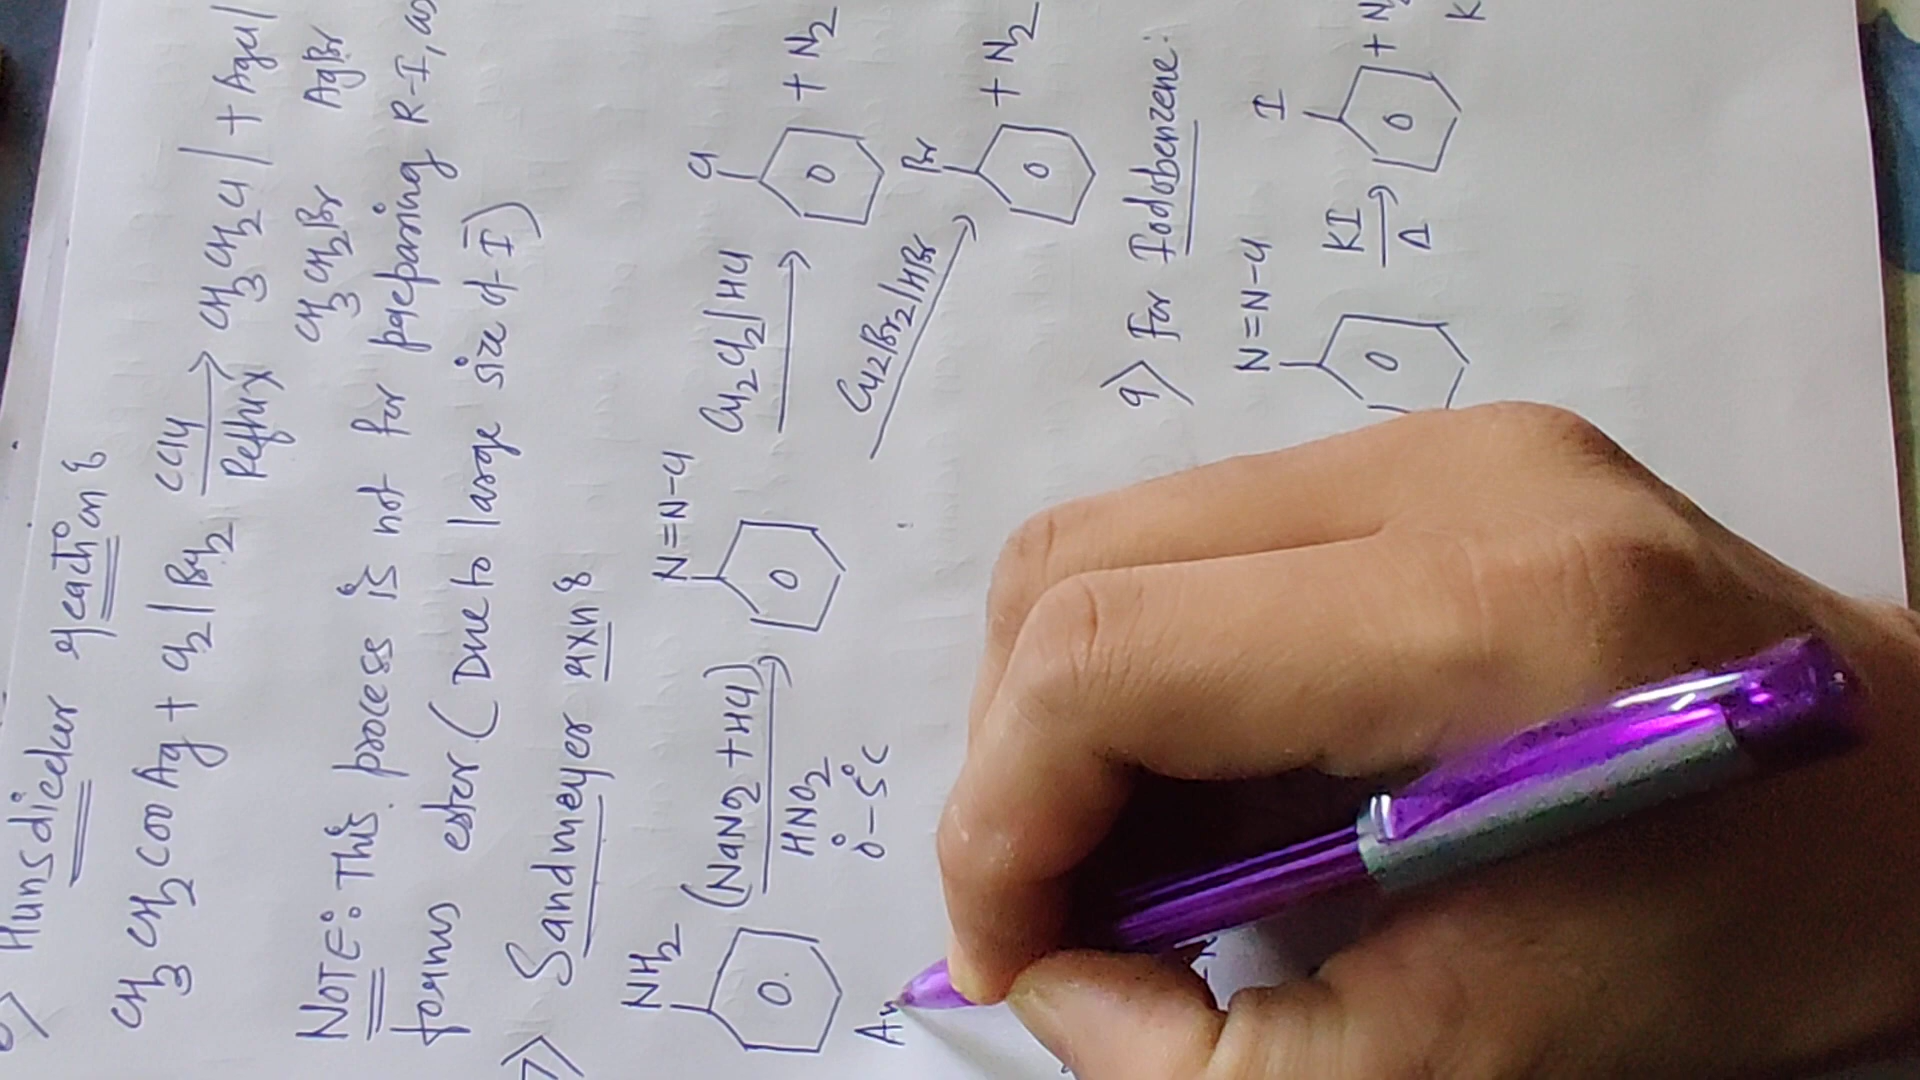 6) Hunsdiecker reaction :
CH3CH2COOAg + Cl2/Br2 CCl4 Reflux → CH3CH2Cl / + AgCl /
CH3CH2Br AgBr
NOTE: This process is not for preparing R-I, as
forms ester (Due to large size of I)
7) Sandmeyer rxn :
NH2 (NaNO2 + HCl) HNO2 0°-5°C → N=N-Cl Cu2Cl2/HCl → Cl + N2
Cu2Br2/HBr → Br + N2
An
9) For Iodobenzene:
N=N-Cl KI Δ → I + N2
K